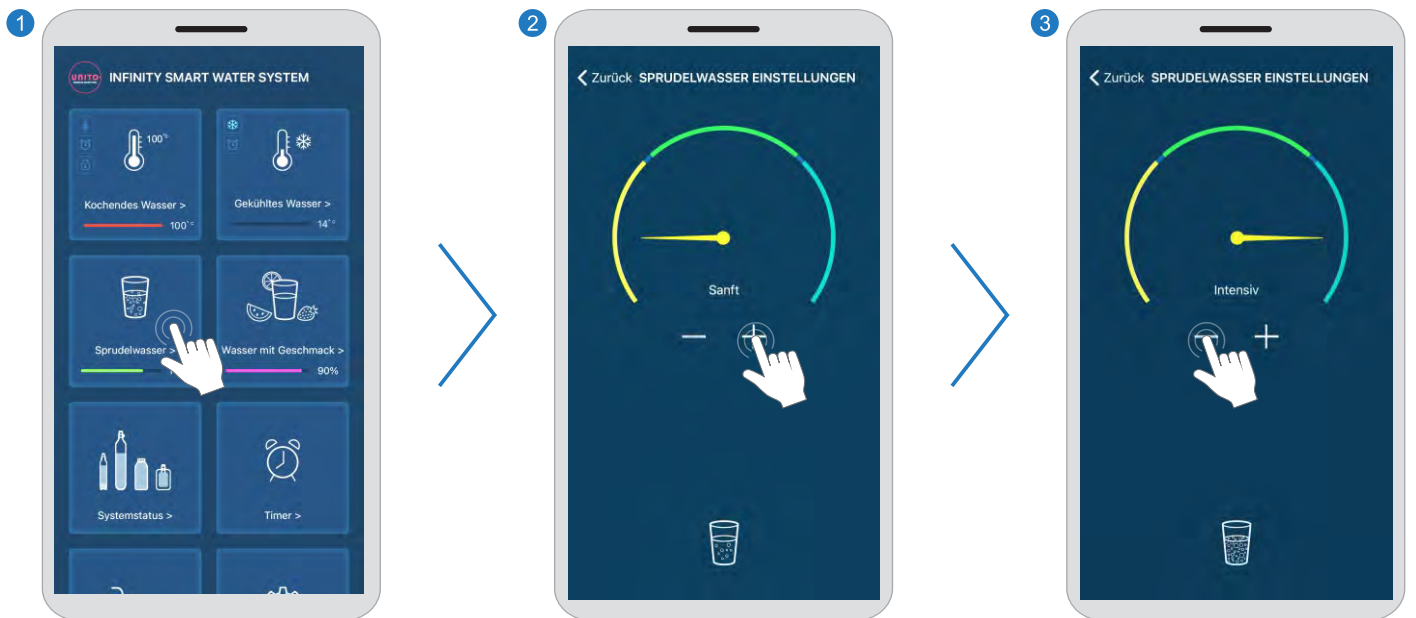 1
UNITO
INFINITY SMART WATER SYSTEM
100°C
Kochendes Wasser >
100°C
Gekühltes Wasser >
14°C
Sprudelwasser >
Wasser mit Geschmack >
90%
Systemstatus >
Timer >
2
Zurück SPRUDELWASSER EINSTELLUNGEN
Sanft
− +
3
Zurück SPRUDELWASSER EINSTELLUNGEN
Intensiv
− +